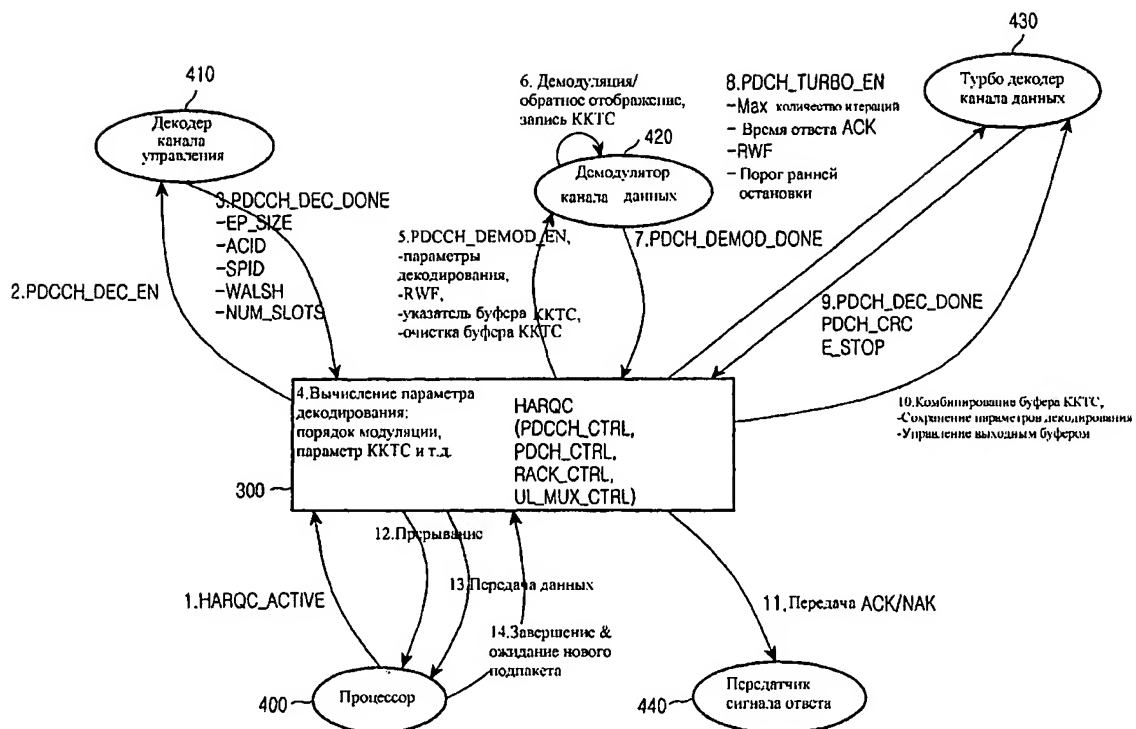 410
Декодер
канала
управления
6. Демодуляция/
обратное отображение,
запись ККТС
420
Демодулятор
канала данных
8.PDCH_TURBO_EN
-Max количество итераций
- Время ответа ACK
-RWF
- Порог ранней
остановки
430
Турбо декодер
канала данных
2.PDCCH_DEC_EN
3.PDCCH_DEC_DONE
-EP_SIZE
-ACID
-SPID
-WALSH
-NUM_SLOTS
5.PDCCH_DEMOD_EN,
-параметры
декодирования,
-RWF,
-указатель буфера ККТС,
-очистка буфера ККТС
7.PDCH_DEMOD_DONE
9.PDCH_DEC_DONE
PDCH_CRC
E_STOP
10.Комбинирование буфера ККТС,
-Сохранение параметров декодирования
-Управление выходным буфером
4.Вычисление параметра
декодирования;
порядок модуляции,
параметр ККТС и т.д.
HARQC
(PDCCH_CTRL,
PDCH_CTRL,
RACK_CTRL,
UL_MUX_CTRL)
300
1.HARQC_ACTIVE
12.Прерывание
13.Передача данных
14.Завершение &
ожидание нового
подпакета
11.Передача ACK/NAK
400
Процессор
440
Передатчик
сигнала ответа